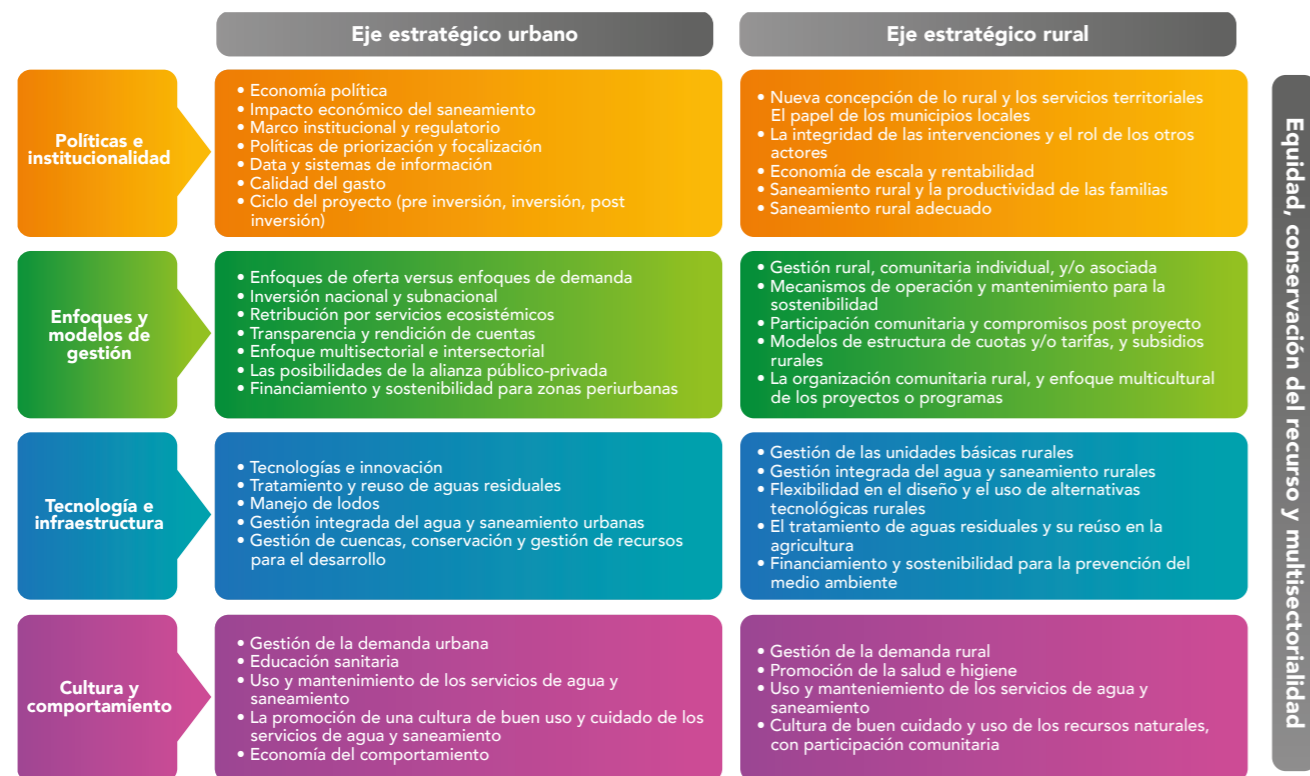 Eje estratégico urbano
Eje estratégico rural
Políticas e
institucionalidad
• Economía política
• Impacto económico del saneamiento
• Marco institucional y regulatorio
• Políticas de priorización y focalización
• Data y sistemas de información
• Calidad del gasto
• Ciclo del proyecto (pre inversión, inversión, post
inversión)
• Nueva concepción de lo rural y los servicios territoriales
El papel de los municipios locales
• La integridad de las intervenciones y el rol de los otros
actores
• Economía de escala y rentabilidad
• Saneamiento rural y la productividad de las familias
• Saneamiento rural adecuado
Enfoques y
modelos de
gestión
• Enfoques de oferta versus enfoques de demanda
• Inversión nacional y subnacional
• Retribución por servicios ecosistémicos
• Transparencia y rendición de cuentas
• Enfoque multisectorial e intersectorial
• Las posibilidades de la alianza público-privada
• Financiamiento y sostenibilidad para zonas periurbanas
• Gestión rural, comunitaria individual, y/o asociada
• Mecanismos de operación y mantenimiento para la
sostenibilidad
• Participación comunitaria y compromisos post proyecto
• Modelos de estructura de cuotas y/o tarifas, y subsidios
rurales
• La organización comunitaria rural, y enfoque multicultural
de los proyectos o programas
Tecnología e
infraestructura
• Tecnologías e innovación
• Tratamiento y reuso de aguas residuales
• Manejo de lodos
• Gestión integrada del agua y saneamiento urbanas
• Gestión de cuencas, conservación y gestión de recursos
para el desarrollo
• Gestión de las unidades básicas rurales
• Gestión integrada del agua y saneamiento rurales
• Flexibilidad en el diseño y el uso de alternativas
tecnológicas rurales
• El tratamiento de aguas residuales y su reúso en la
agricultura
• Financiamiento y sostenibilidad para la prevención del
medio ambiente
Cultura y
comportamiento
• Gestión de la demanda urbana
• Educación sanitaria
• Uso y mantenimiento de los servicios de agua y
saneamiento
• La promoción de una cultura de buen uso y cuidado de los
servicios de agua y saneamiento
• Economía del comportamiento
• Gestión de la demanda rural
• Promoción de la salud e higiene
• Uso y manteniemiento de los servicios de agua y
saneamiento
• Cultura de buen cuidado y uso de los recursos naturales,
con participación comunitaria
Equidad, conservación del recurso y multisectorialidad